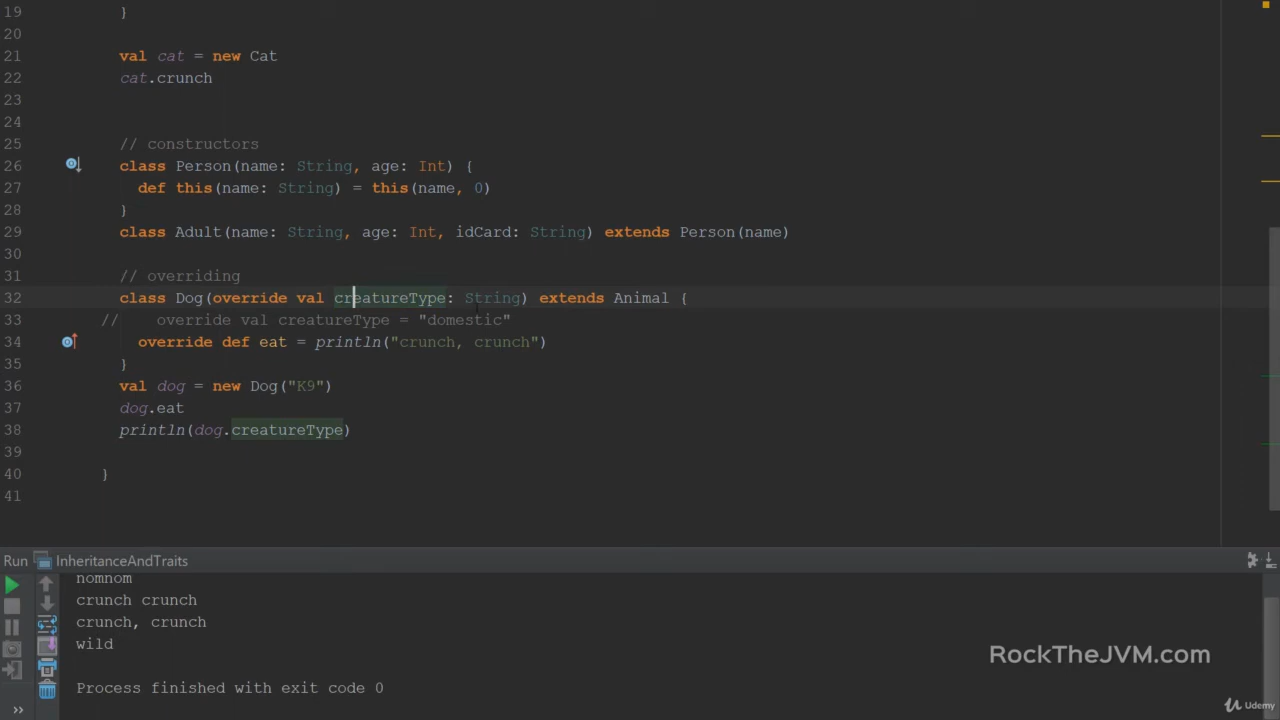 19 }
20
21 val cat = new Cat
22 cat.crunch
23
24
25 // constructors
26 class Person(name: String, age: Int) {
27 def this(name: String) = this(name, 0)
28 }
29 class Adult(name: String, age: Int, idCard: String) extends Person(name)
30
31 // overriding
32 class Dog(override val creatureType: String) extends Animal {
33 // override val creatureType = "domestic"
34 override def eat = println("crunch, crunch")
35 }
36 val dog = new Dog("K9")
37 dog.eat
38 println(dog.creatureType)
39
40 }
41
Run InheritanceAndTraits
nomnom
crunch crunch
crunch, crunch
wild
Process finished with exit code 0
RockTheJVM.com
Udemy